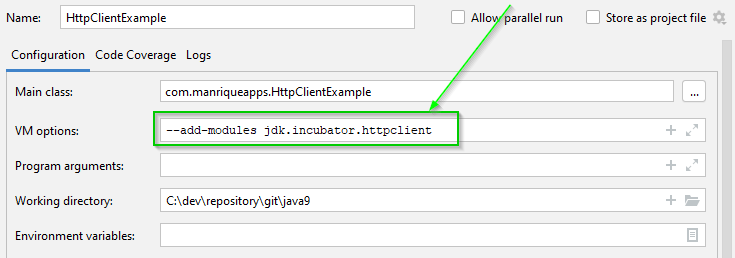 Name: HttpClientExample Allow parallel run Store as project file
Configuration Code Coverage Logs
Main class: com.manriqueapps.HttpClientExample ...
VM options: --add-modules jdk.incubator.httpclient
Program arguments:
Working directory: C:\dev\repository\git\java9
Environment variables: